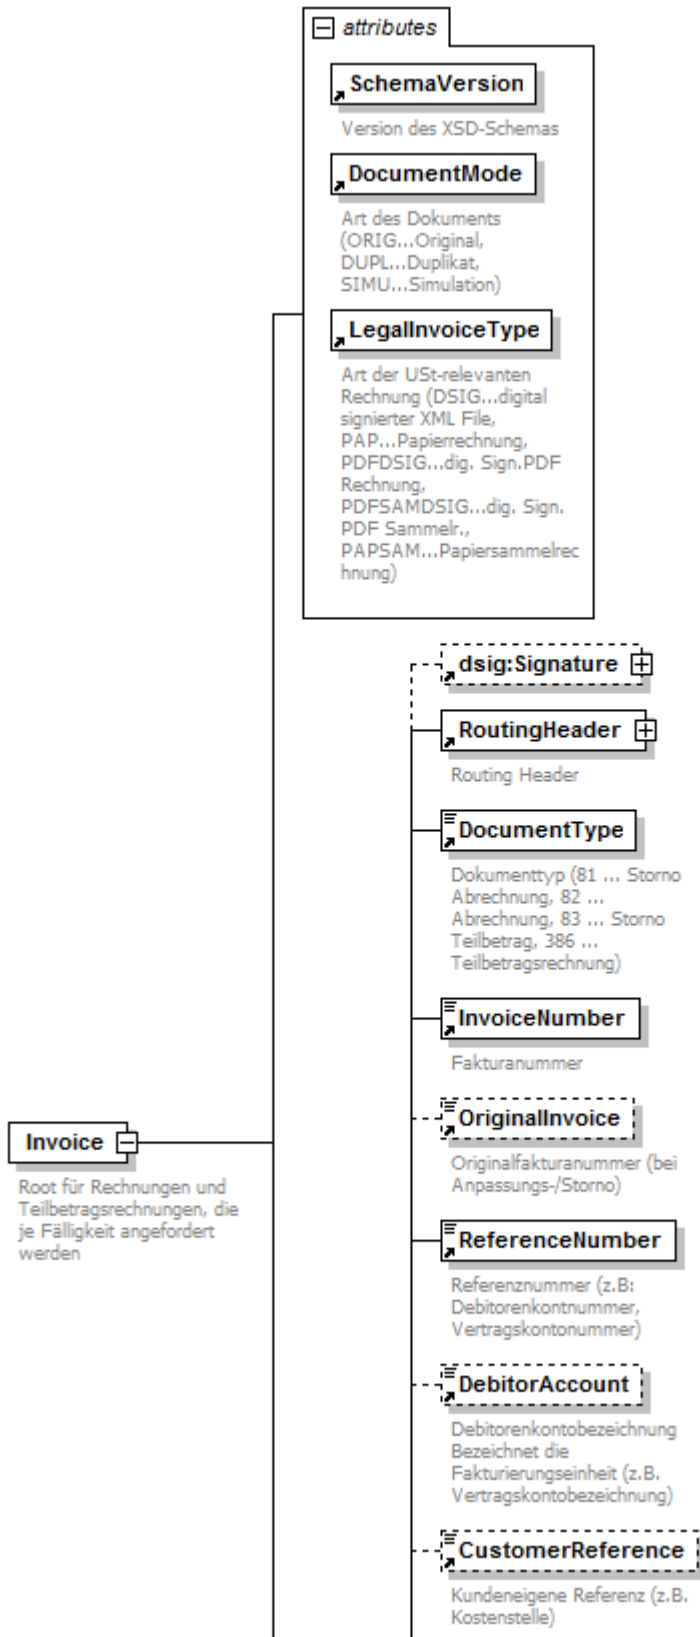 attributes
SchemaVersion
Version des XSD-Schemas
DocumentMode
Art des Dokuments
(ORIG...Original,
DUPL...Duplikat,
SIMU...Simulation)
LegalInvoiceType
Art der USt-relevanten
Rechnung (DSIG...digital
signierter XML File,
PAP...Papierrechnung,
PDFDSIG...dig. Sign.PDF
Rechnung,
PDFSAMDSIG...dig. Sign.
PDF Sammelr.,
PAPSAM...Papiersammelrec
hnung)
dsig:Signature
RoutingHeader
Routing Header
DocumentType
Dokumenttyp (81 ... Storno
Abrechnung, 82 ...
Abrechnung, 83 ... Storno
Teilbetrag, 386 ...
Teilbetragsrechnung)
InvoiceNumber
Fakturanummer
OriginalInvoice
Originalfakturanummer (bei
Anpassungs-/Storno)
Invoice
Root für Rechnungen und
Teilbetragsrechnungen, die
je Fälligkeit angefordert
werden
ReferenceNumber
Referenznummer (z.B:
Debitorenkontnummer,
Vertragskontonummer)
DebitorAccount
Debitorenkontobezeichnung
Bezeichnet die
Fakturierungseinheit (z.B.
Vertragskontobezeichnung)
CustomerReference
Kundeneigene Referenz (z.B.
Kostenstelle)